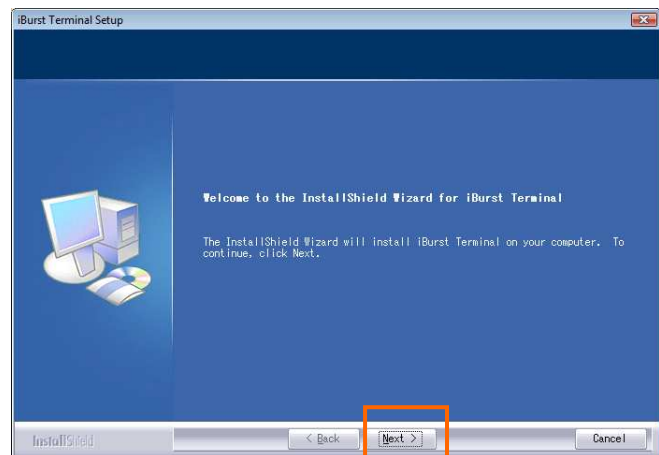 iBurst Terminal Setup
Welcome to the InstallShield Wizard for iBurst Terminal
The InstallShield Wizard will install iBurst Terminal on your computer. To
continue, click Next.
InstallShield
< Back
Next >
Cancel